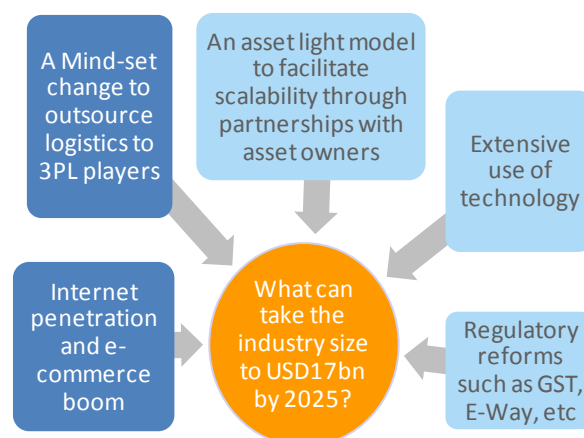 A Mind-set
change to
outsource
logistics to
3PL players
An asset light model
to facilitate
scalability through
partnerships with
asset owners
Extensive
use of
technology
Internet
penetration
and e-
commerce
boom
What can
take the
industry size
to USD17bn
by 2025?
Regulatory
reforms
such as GST,
E-Way, etc